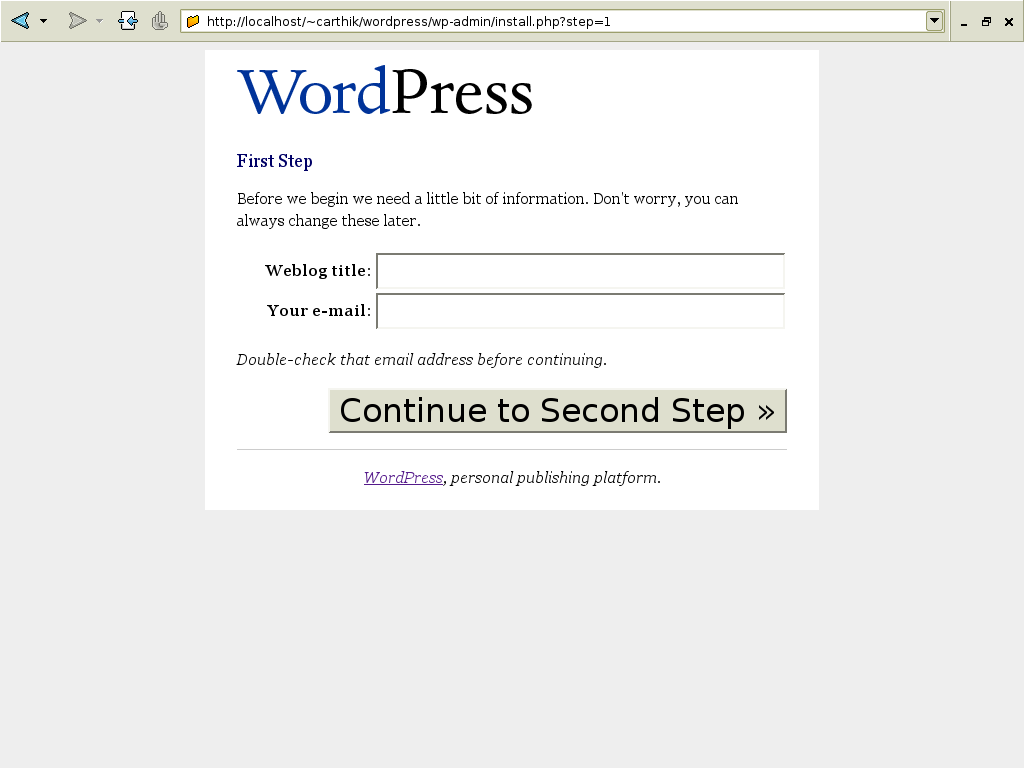 http://localhost/~carthik/wordpress/wp-admin/install.php?step=1
WordPress
First Step
Before we begin we need a little bit of information. Don't worry, you can
always change these later.
Weblog title:
Your e-mail:
Double-check that email address before continuing.
Continue to Second Step »
WordPress, personal publishing platform.